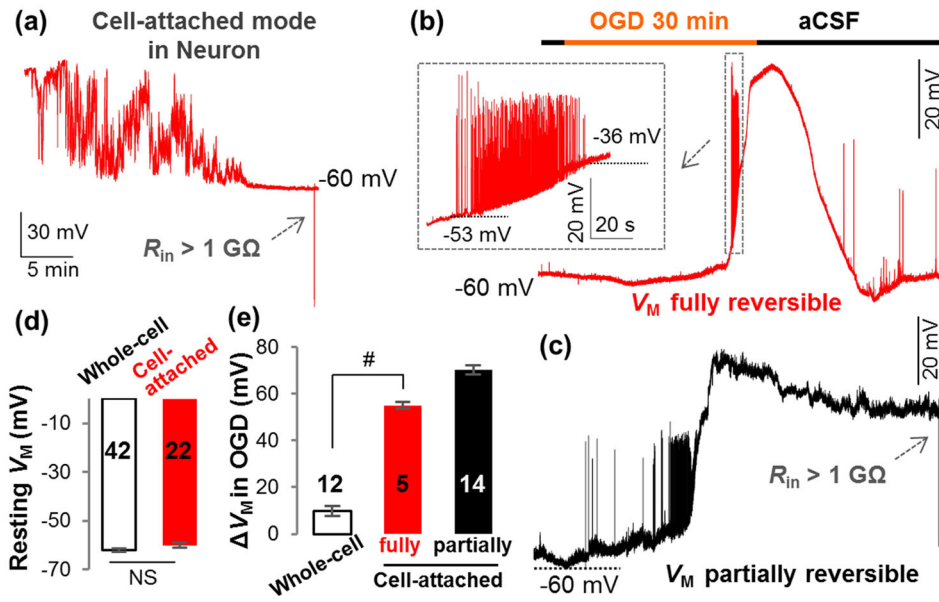 (a)
Cell-attached mode
in Neuron
-60 mV
30 mV
5 min
Rin > 1 GΩ
(b)
OGD 30 min
aCSF
20 mV
-36 mV
-53 mV
20 mV
20 s
-60 mV
VM fully reversible
(d)
Whole-cell
Cell-
attached
Resting VM (mV)
-10
-30
-50
-70
42
22
NS
(e)
ΔVM in OGD (mV)
80
60
40
20
0
#
12
5
14
Whole-cell
fully
partially
Cell-attached
(c)
20 mV
Rin > 1 GΩ
-60 mV
VM partially reversible